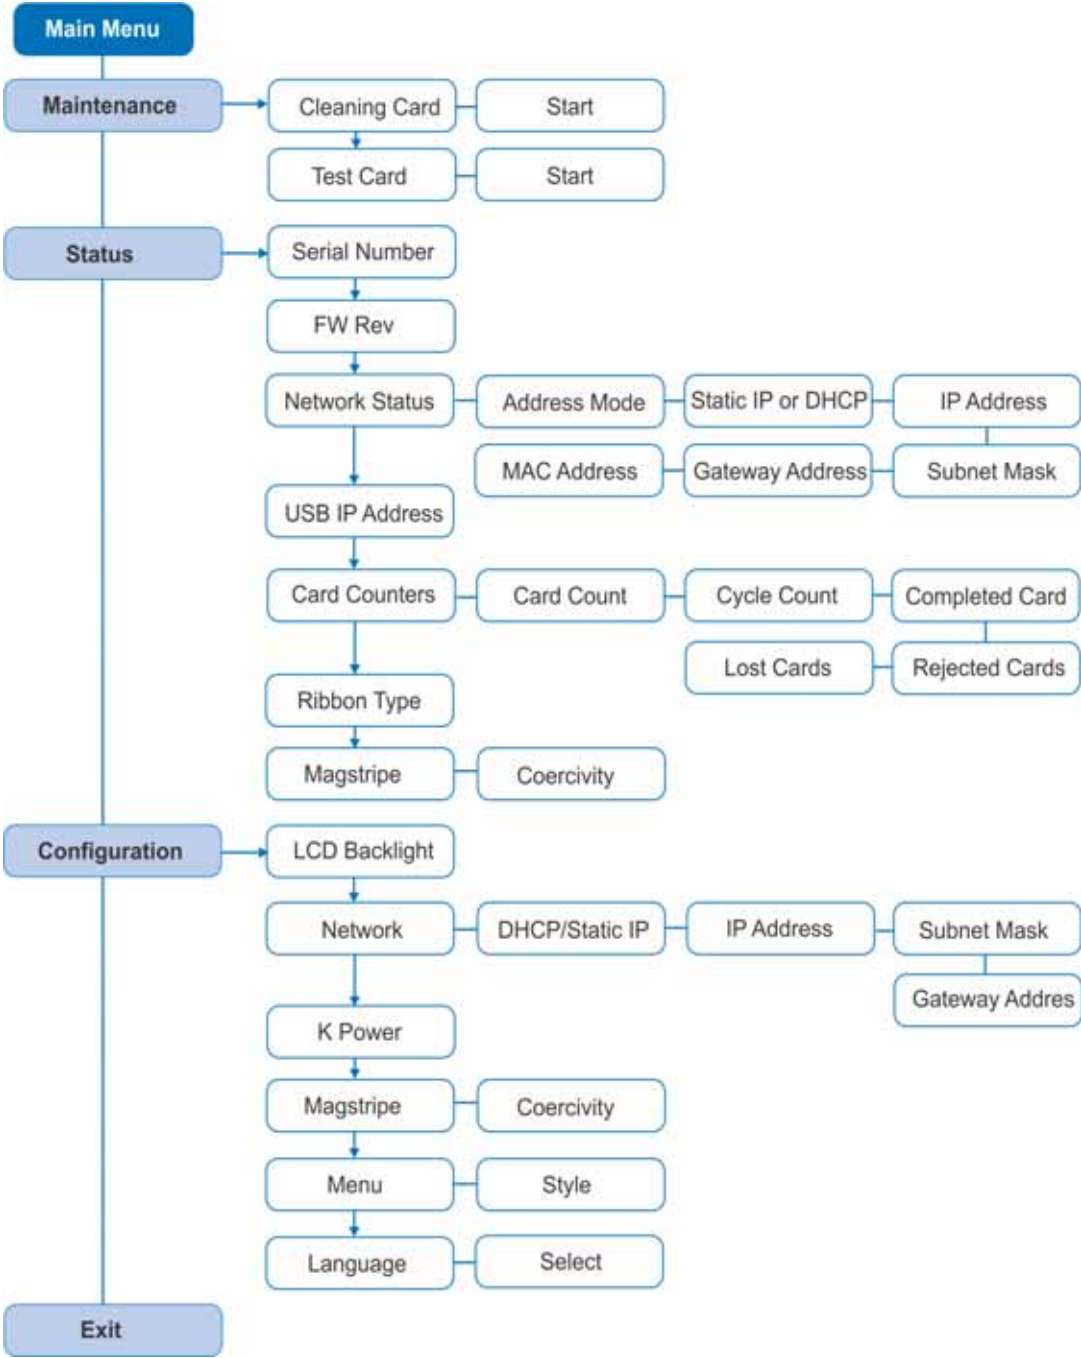 Main Menu
Maintenance
Cleaning Card
Start
Test Card
Start
Status
Serial Number
FW Rev
Network Status
Address Mode
Static IP or DHCP
IP Address
MAC Address
Gateway Address
Subnet Mask
USB IP Address
Card Counters
Card Count
Cycle Count
Completed Card
Lost Cards
Rejected Cards
Ribbon Type
Magstripe
Coercivity
Configuration
LCD Backlight
Network
DHCP/Static IP
IP Address
Subnet Mask
Gateway Addres
K Power
Magstripe
Coercivity
Menu
Style
Language
Select
Exit